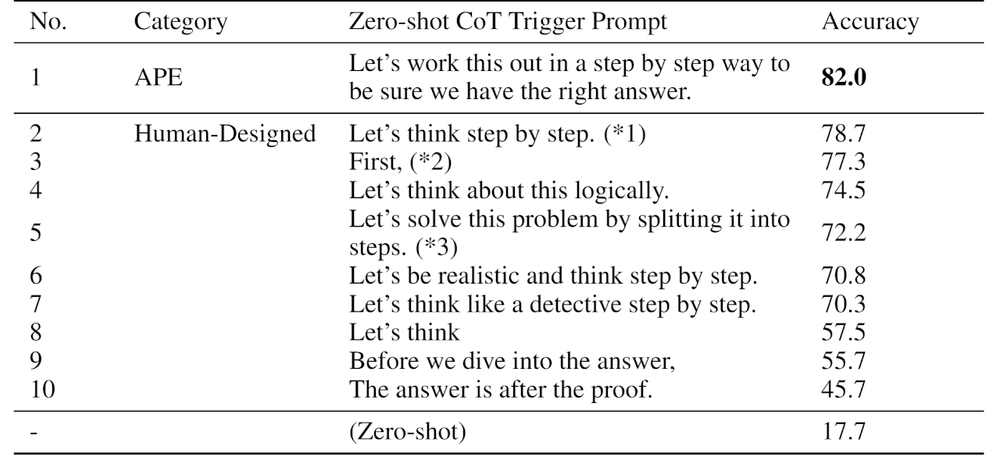 No. Category Zero-shot CoT Trigger Prompt Accuracy
1 APE Let's work this out in a step by step way to
be sure we have the right answer. 82.0
2 Human-Designed Let's think step by step. (*1) 78.7
3 First, (*2) 77.3
4 Let's think about this logically. 74.5
5 Let's solve this problem by splitting it into
steps. (*3) 72.2
6 Let's be realistic and think step by step. 70.8
7 Let's think like a detective step by step. 70.3
8 Let's think 57.5
9 Before we dive into the answer, 55.7
10 The answer is after the proof. 45.7
- (Zero-shot) 17.7